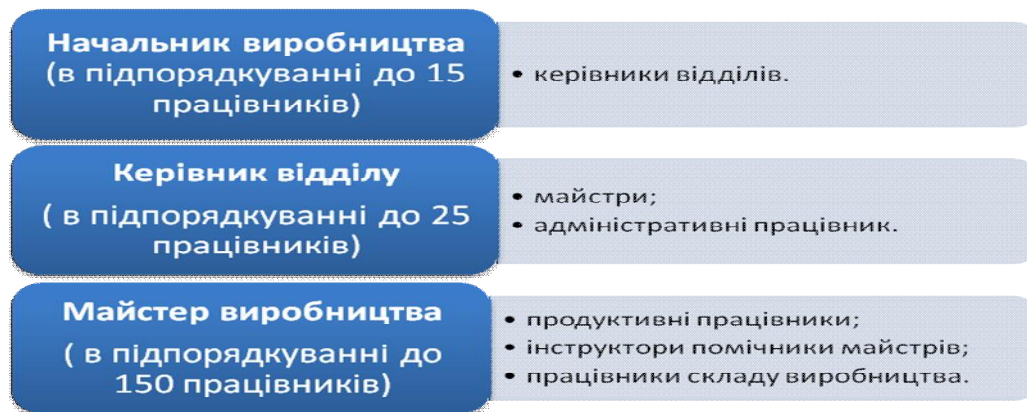 Начальник виробництва
(в підпорядкуванні до 15
працівників)
• керівники відділів.
Керівник відділу
( в підпорядкуванні до 25
працівників)
• майстри;
• адміністративні працівник.
Майстер виробництва
( в підпорядкуванні до
150 працівників)
• продуктивні працівники;
• інструктори помічники майстрів;
• працівники складу виробництва.